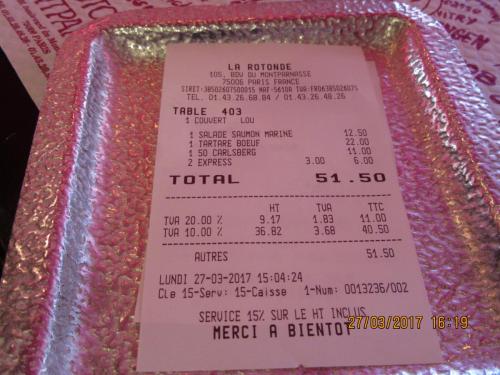 LA ROTONDE
105, BDV DU MONTPARNASSE
75006 PARIS FRANCE
TEL. 01.43.26.68.84 / 01.43.26.48.26
TABLE 403
1 COUVERT LOU
1 SALADE SAUMON MARINE 12.50
1 TARTARE BOEUF 22.00
1 50 CARLSBERG 11.00
2 EXPRESS 3.00 6.00
TOTAL 51.50
HT TVA TTC
TVA 20.00 % 9.17 1.83 11.00
TVA 10.00 % 36.82 3.68 40.50
AUTRES 51.50
LUNDI 27-03-2017 15:04:24
Cle 15-Serv: 15-Caisse 1-Num: 0013236/002
SERVICE 15% SUR LE HT INCLUS
MERCI A BIENTOT
27/03/2017 16:19